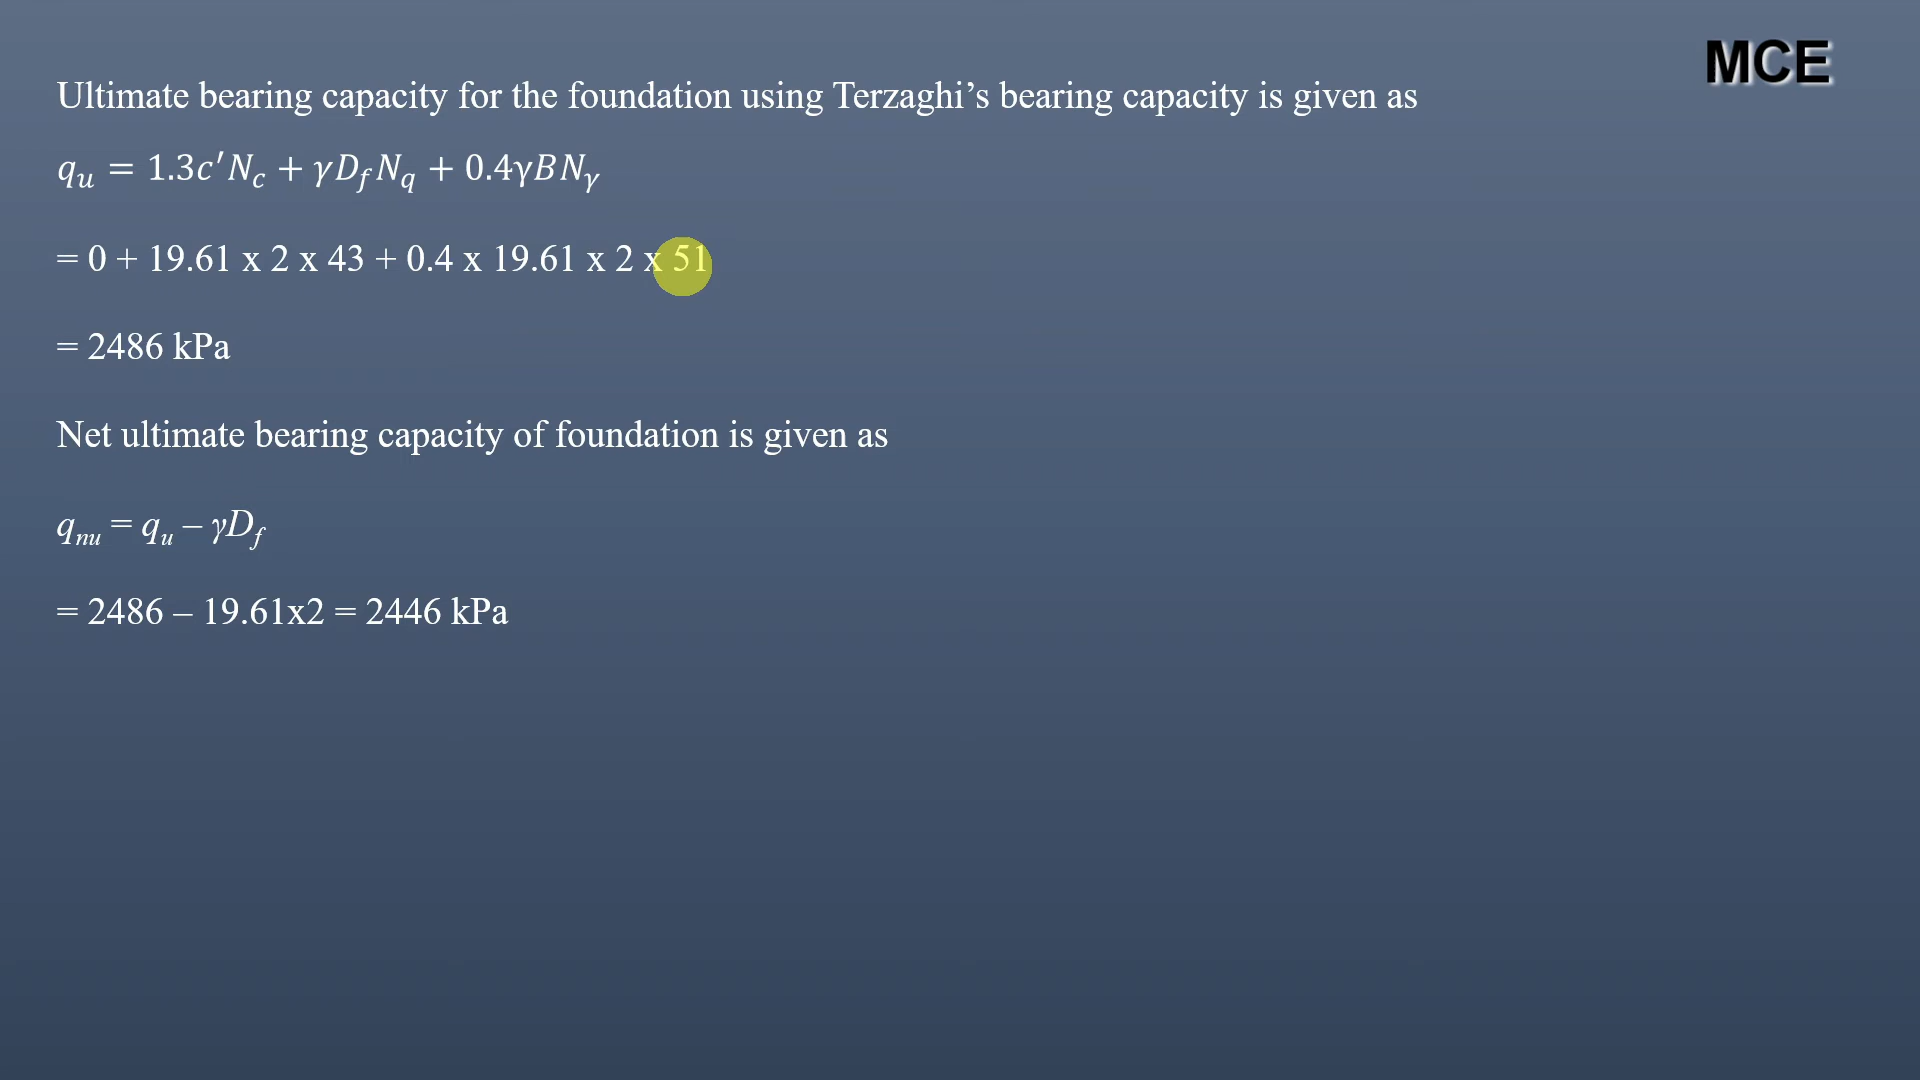 MCE
Ultimate bearing capacity for the foundation using Terzaghi’s bearing capacity is given as
q_u = 1.3c′N_c + γD_fN_q + 0.4γBN_γ
= 0 + 19.61 x 2 x 43 + 0.4 x 19.61 x 2 x 51
= 2486 kPa
Net ultimate bearing capacity of foundation is given as
q_nu = q_u – γD_f
= 2486 – 19.61x2 = 2446 kPa